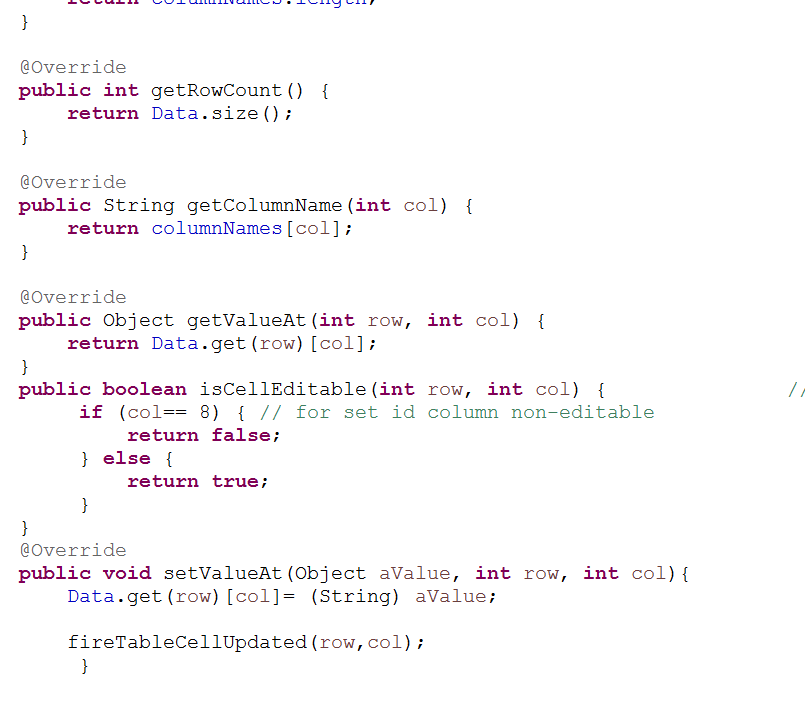 return columnNames.length;
}
@Override
public int getRowCount() {
return Data.size();
}
@Override
public String getColumnName(int col) {
return columnNames[col];
}
@Override
public Object getValueAt(int row, int col) {
return Data.get(row)[col];
}
public boolean isCellEditable(int row, int col) { //
if (col== 8) { // for set id column non-editable
return false;
} else {
return true;
}
}
@Override
public void setValueAt(Object aValue, int row, int col){
Data.get(row)[col]= (String) aValue;
fireTableCellUpdated(row,col);
}